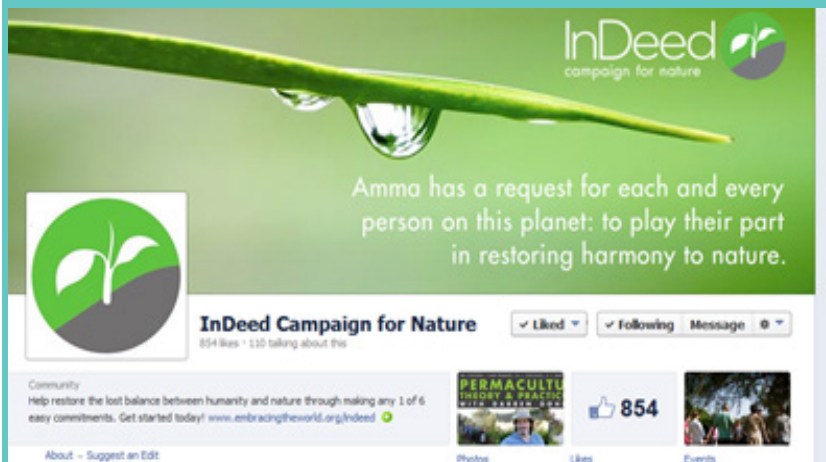 InDeed
campaign for nature
Amma has a request for each and every
person on this planet: to play their part
in restoring harmony to nature.
InDeed Campaign for Nature
854 likes · 110 talking about this
✓ Liked
✓ Following
Message
Community
Help restore the lost balance between humanity and nature through making any 1 of 6
easy commitments. Get started today! www.embracingtheworld.org/indeed
About - Suggest an Edit
PERMACULTU
THEORY & PRACTIC
WITH DARREN
Photos
854
Likes
Events